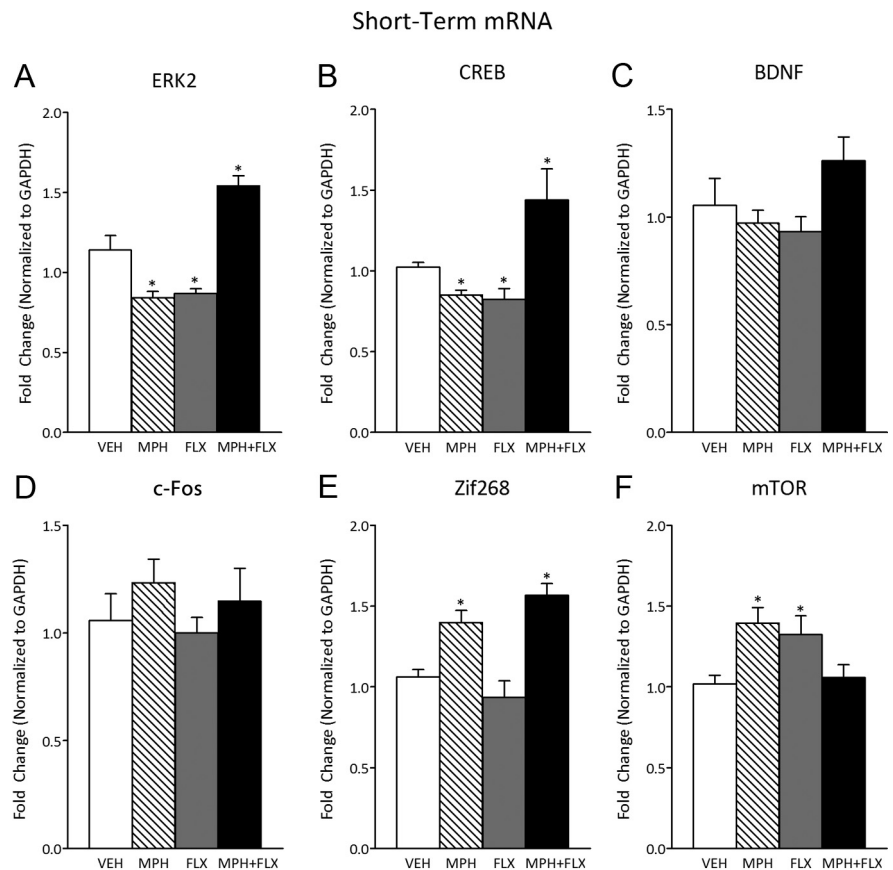 Short-Term mRNA
A
ERK2
Fold Change (Normalized to GAPDH)
2.0
1.5
1.0
0.5
0.0
*
*
*
VEH MPH FLX MPH+FLX
B
CREB
Fold Change (Normalized to GAPDH)
2.0
1.5
1.0
0.5
0.0
*
*
*
VEH MPH FLX MPH+FLX
C
BDNF
Fold Change (Normalized to GAPDH)
1.5
1.0
0.5
0.0
VEH MPH FLX MPH+FLX
D
c-Fos
Fold Change (Normalized to GAPDH)
1.5
1.0
0.5
0.0
VEH MPH FLX MPH+FLX
E
Zif268
Fold Change (Normalized to GAPDH)
2.0
1.5
1.0
0.5
0.0
*
*
VEH MPH FLX MPH+FLX
F
mTOR
Fold Change (Normalized to GAPDH)
2.0
1.5
1.0
0.5
0.0
*
*
VEH MPH FLX MPH+FLX